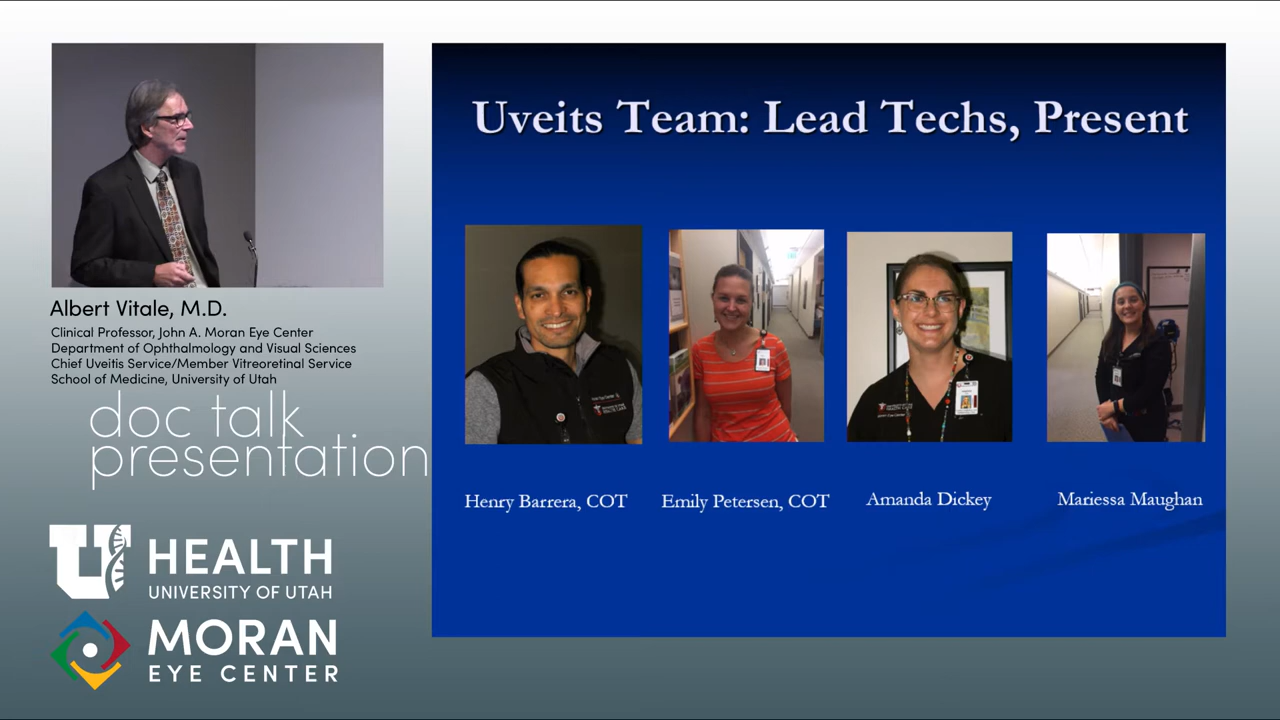 Uveits Team: Lead Techs, Present
Albert Vitale, M.D.
Clinical Professor, John A. Moran Eye Center
Department of Ophthalmology and Visual Sciences
Chief Uveitis Service/Member Vitreoretinal Service
School of Medicine, University of Utah
doc talk
presentation
Henry Barrera, COT
Emily Petersen, COT
Amanda Dickey
Mariessa Maughan
U HEALTH
UNIVERSITY OF UTAH
MORAN
EYE CENTER